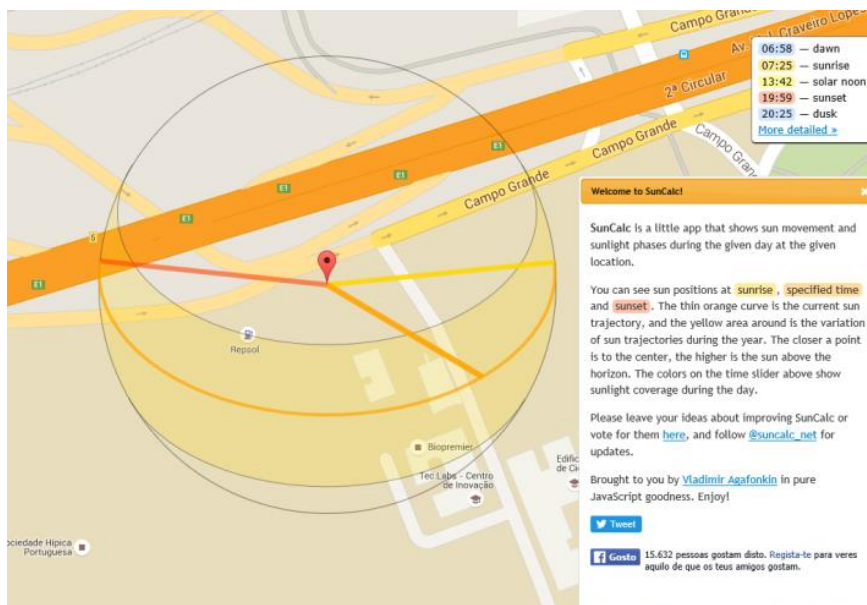 Campo Grande
Av. Mal. Craveiro Lopes
2ª Circular
E1
E1
E1
E1
E1
S
Campo Grande
Campo Grande
Campo Grande
Repsol
Biopremier
Tec Labs - Centro
de Inovação
Edifíc
de Ci
ociedade Hípica
Portuguesa
06:58 — dawn
07:25 — sunrise
13:42 — solar noon
19:59 — sunset
20:25 — dusk
More detailed »
Welcome to SunCalc!
SunCalc is a little app that shows sun movement and
sunlight phases during the given day at the given
location.
You can see sun positions at sunrise , specified time
and sunset . The thin orange curve is the current sun
trajectory, and the yellow area around is the variation
of sun trajectories during the year. The closer a point
is to the center, the higher is the sun above the
horizon. The colors on the time slider above show
sunlight coverage during the day.
Please leave your ideas about improving SunCalc or
vote for them here, and follow @suncalc_net for
updates.
Brought to you by Vladimir Agafonkin in pure
JavaScript goodness. Enjoy!
Tweet
Gosto 15.632 pessoas gostam disto. Regista-te para veres
aquilo de que os teus amigos gostam.